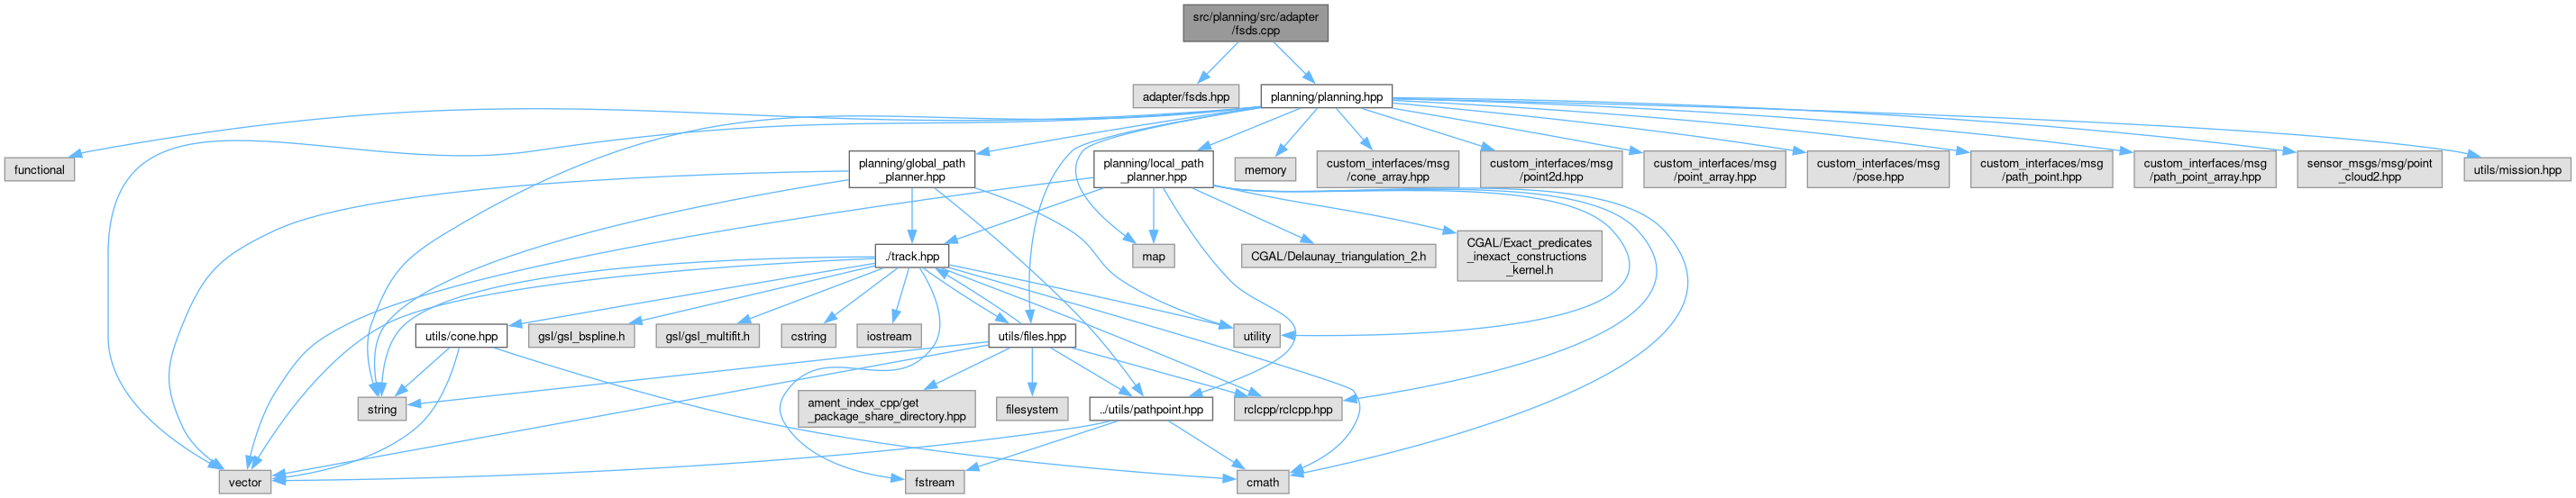 src/planning/src/adapter
/fsds.cpp
adapter/fsds.hpp
planning/planning.hpp
functional
planning/global_path
_planner.hpp
planning/local_path
_planner.hpp
memory
custom_interfaces/msg
/cone_array.hpp
custom_interfaces/msg
/point2d.hpp
custom_interfaces/msg
/point_array.hpp
custom_interfaces/msg
/pose.hpp
custom_interfaces/msg
/path_point.hpp
custom_interfaces/msg
/path_point_array.hpp
sensor_msgs/msg/point
_cloud2.hpp
utils/mission.hpp
./track.hpp
map
CGAL/Delaunay_triangulation_2.h
CGAL/Exact_predicates
_inexact_constructions
_kernel.h
utils/cone.hpp
gsl/gsl_bspline.h
gsl/gsl_multifit.h
cstring
iostream
utils/files.hpp
utility
string
ament_index_cpp/get
_package_share_directory.hpp
filesystem
../utils/pathpoint.hpp
rclcpp/rclcpp.hpp
vector
fstream
cmath